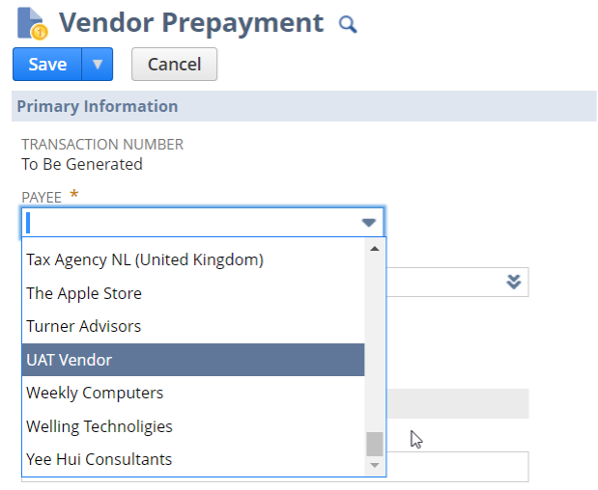 Vendor Prepayment
Save Cancel
Primary Information
TRANSACTION NUMBER
To Be Generated
PAYEE *
Tax Agency NL (United Kingdom)
The Apple Store
Turner Advisors
UAT Vendor
Weekly Computers
Welling Technoligies
Yee Hui Consultants